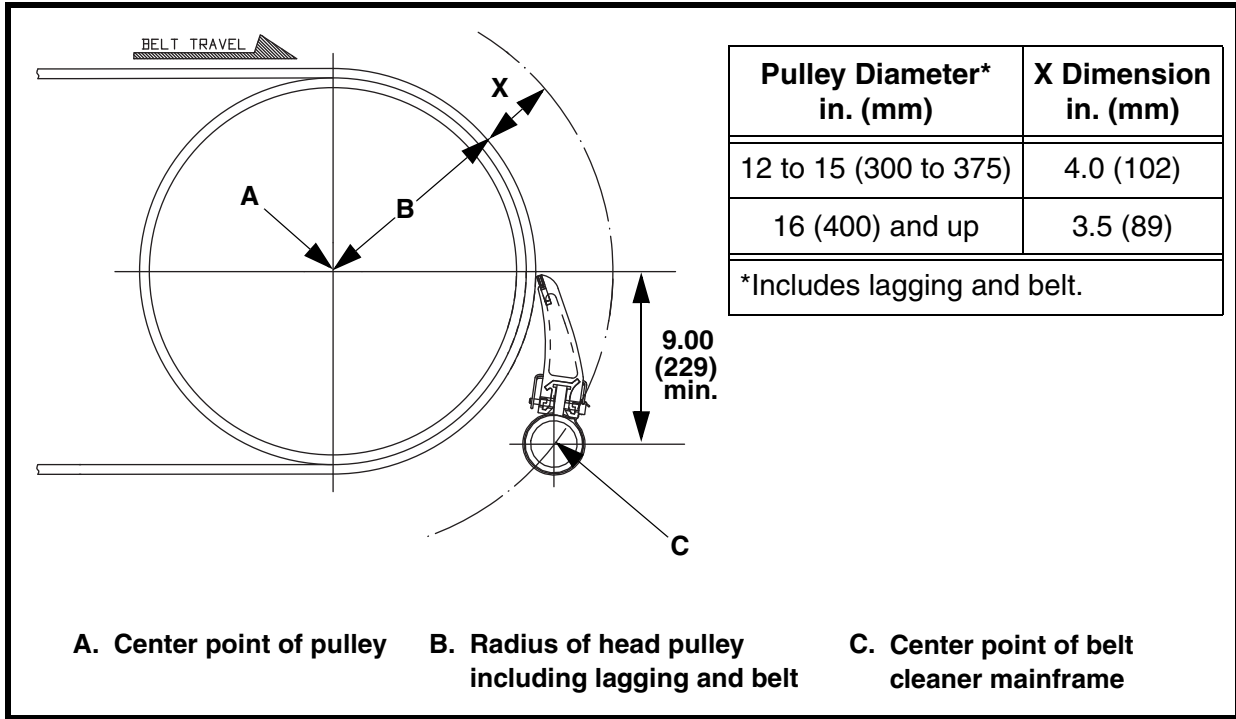 BELT TRAVEL
X
A
B
9.00
(229)
min.
C
Pulley Diameter*
in. (mm)
X Dimension
in. (mm)
12 to 15 (300 to 375)
4.0 (102)
16 (400) and up
3.5 (89)
*Includes lagging and belt.
A. Center point of pulley
B. Radius of head pulley
including lagging and belt
C. Center point of belt
cleaner mainframe